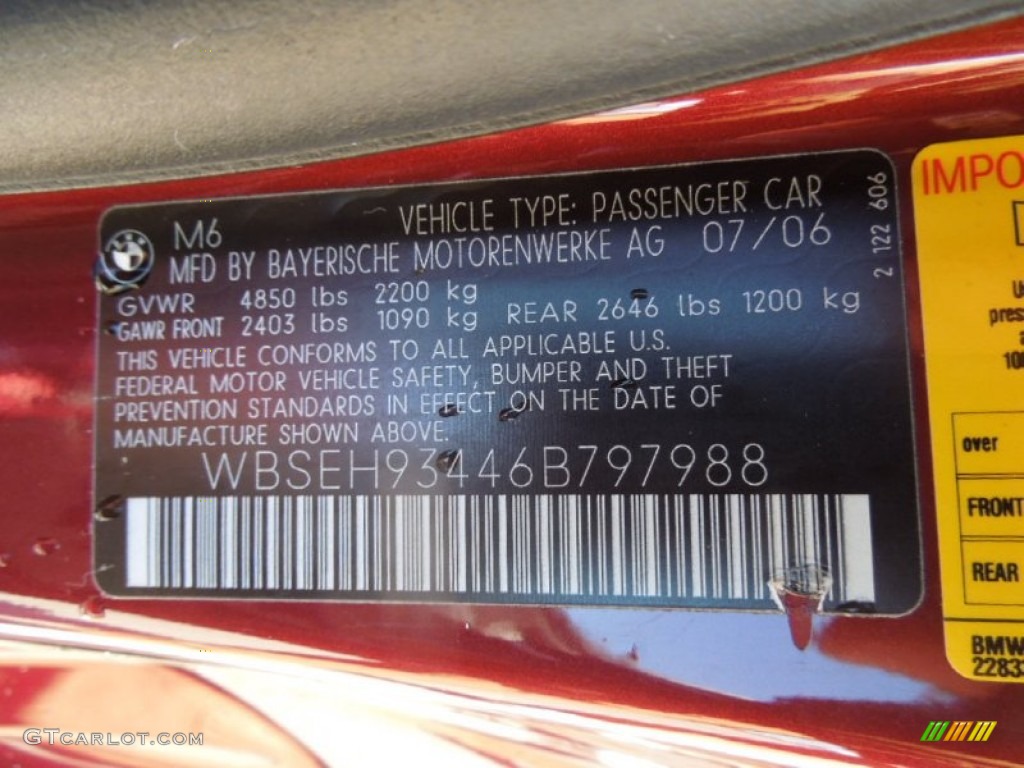 M6 VEHICLE TYPE: PASSENGER CAR
MFD BY BAYERISCHE MOTORENWERKE AG 07/06
GVWR 4850 lbs 2200 kg
GAWR FRONT 2403 lbs 1090 kg REAR 2646 lbs 1200 kg
THIS VEHICLE CONFORMS TO ALL APPLICABLE U.S.
FEDERAL MOTOR VEHICLE SAFETY, BUMPER AND THEFT
PREVENTION STANDARDS IN EFFECT ON THE DATE OF
MANUFACTURE SHOWN ABOVE.
WBSEH93446B797988
2 122 606
IMPO
U
press
a
100
over
FRONT
REAR
BMW
2283
GTcarlot.com